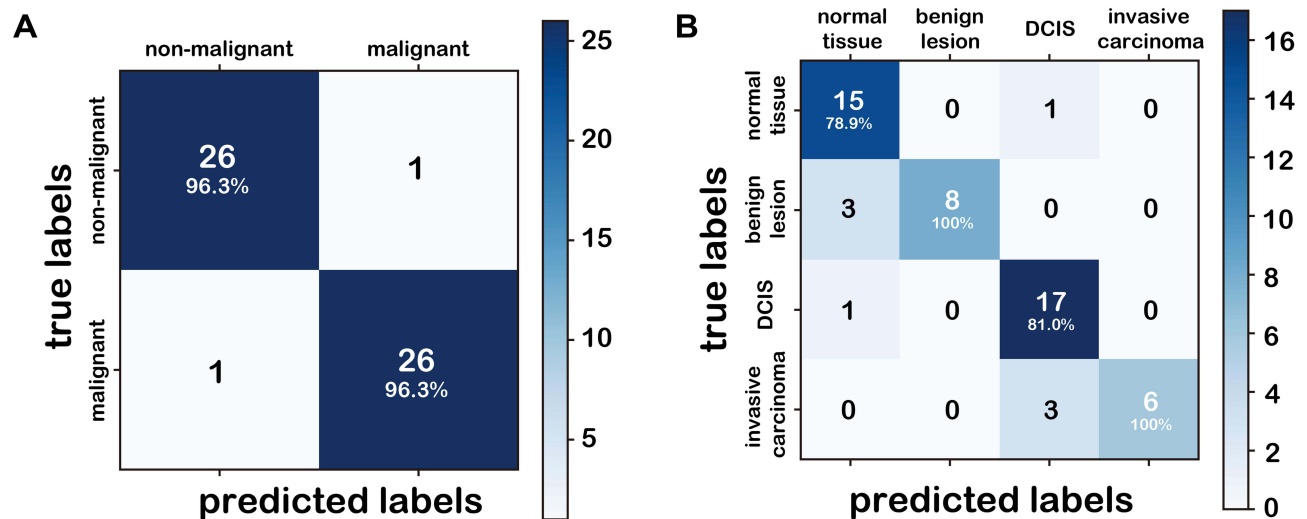 A
non-malignant malignant
true labels
non-malignant
malignant
26
96.3%
1
1
26
96.3%
predicted labels
25
20
15
10
5
B
normal
tissue
benign
lesion
DCIS
invasive
carcinoma
true labels
normal
tissue
benign
lesion
DCIS
invasive
carcinoma
15
78.9%
0
1
0
3
8
100%
0
0
1
0
17
81.0%
0
0
0
3
6
100%
predicted labels
16
14
12
10
8
6
4
2
0